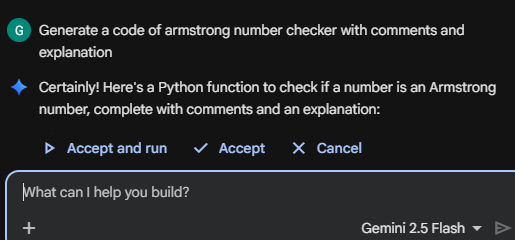 G
Generate a code of armstrong number checker with comments and
explanation
Certainly! Here's a Python function to check if a number is an Armstrong
number, complete with comments and an explanation:
Accept and run Accept Cancel
What can I help you build?
Gemini 2.5 Flash